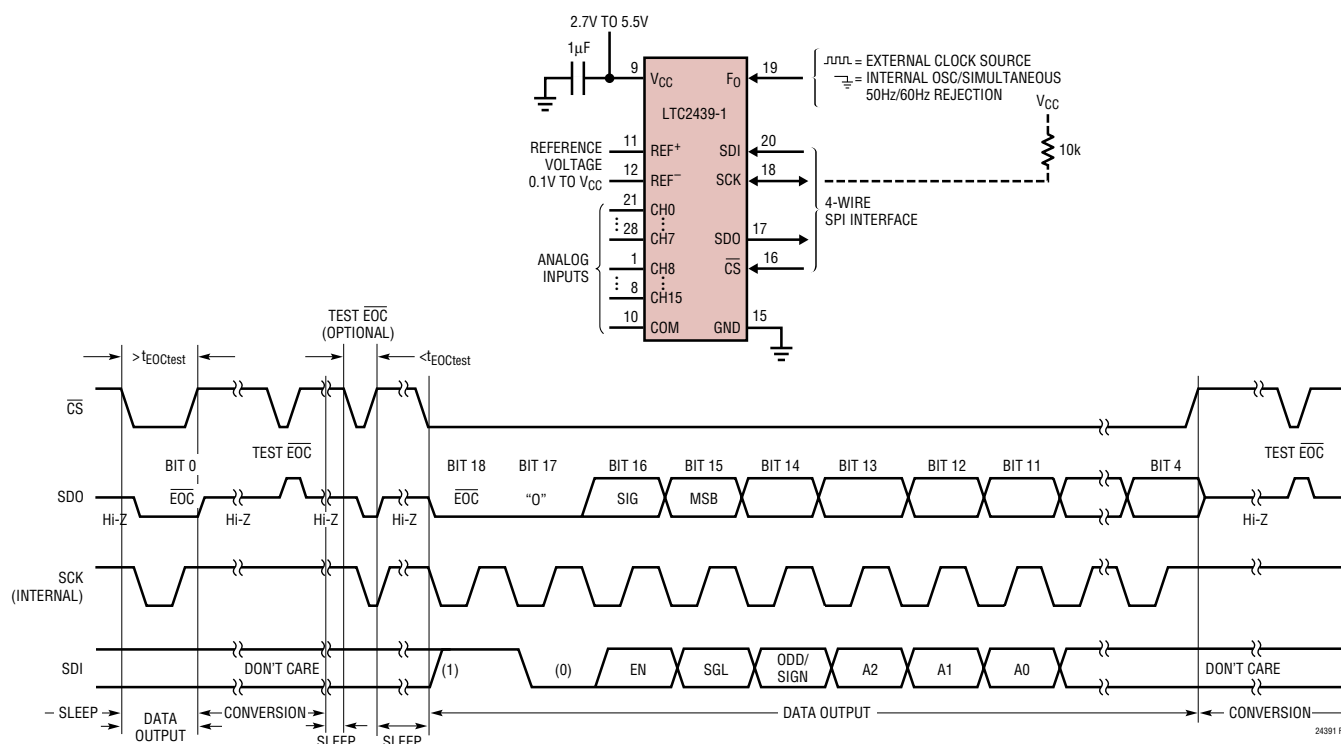 2.7V TO 5.5V
1µF
9
VCC
FO
19
= EXTERNAL CLOCK SOURCE
= INTERNAL OSC/SIMULTANEOUS
50Hz/60Hz REJECTION
VCC
LTC2439-1
10k
REFERENCE
VOLTAGE
0.1V TO VCC
11
REF+
SDI
20
12
REF–
SCK
18
4-WIRE
SPI INTERFACE
21
CH0
28
CH7
SDO
17
ANALOG
INPUTS
1
CH8
CS
16
8
CH15
10
COM
GND
15
TEST EOC
(OPTIONAL)
>tEOCtest
<tEOCtest
CS
TEST EOC
TEST EOC
BIT 0
BIT 18
BIT 17
BIT 16
BIT 15
BIT 14
BIT 13
BIT 12
BIT 11
BIT 4
SDO
EOC
EOC
“0”
SIG
MSB
Hi-Z
Hi-Z
Hi-Z
Hi-Z
Hi-Z
SCK
(INTERNAL)
SDI
DON'T CARE
(1)
(0)
EN
SGL
ODD/
SIGN
A2
A1
A0
DON'T CARE
SLEEP
DATA
OUTPUT
CONVERSION
SLEEP
SLEEP
DATA OUTPUT
CONVERSION